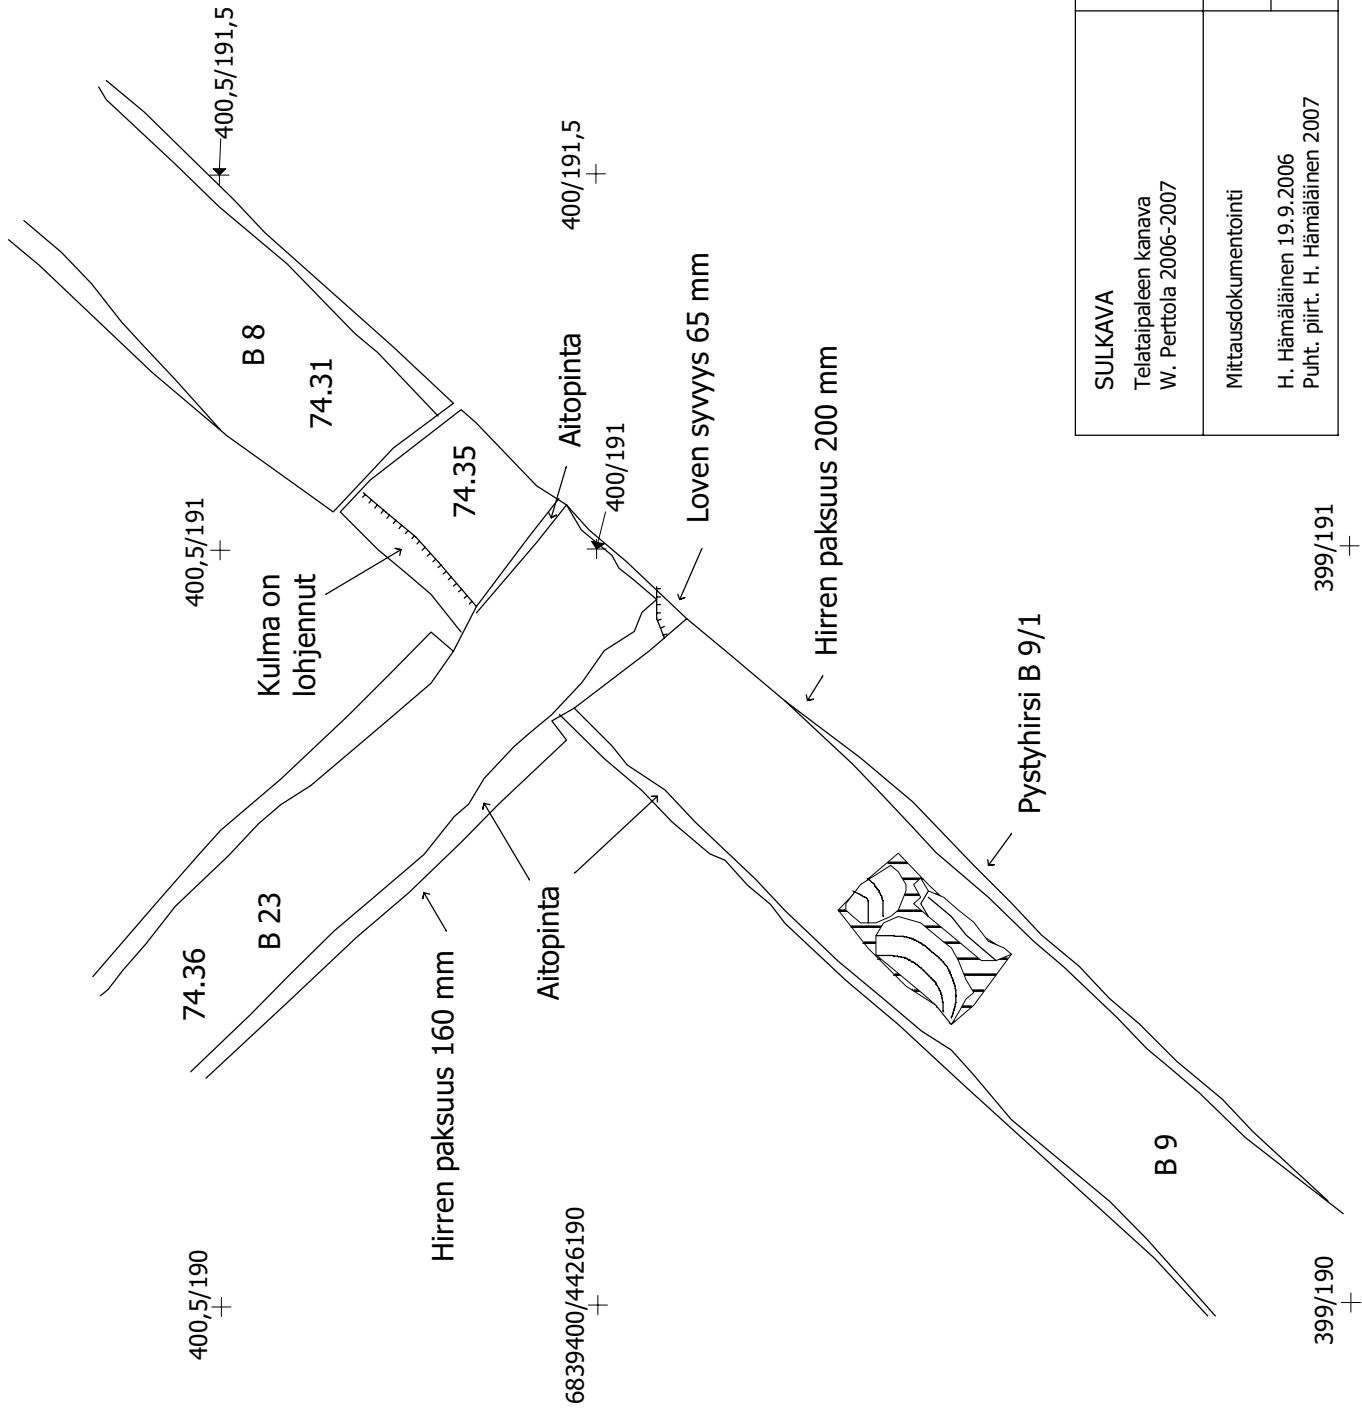 400,5/190
400,5/191
400,5/191,5
6839400/4426190
400/191
400/191,5
399/190
399/191
74.36
B 23
B 8
74.31
74.35
Kulma on
lohjennut
Aitopinta
Loven syvyys 65 mm
Hirren paksuus 200 mm
Hirren paksuus 160 mm
Aitopinta
Pystyhirsi B 9/1
B 9
SULKAVA
Telataipaleen kanava
W. Perttola 2006-2007
Mittausdokumentointi
H. Hämäläinen 19.9.2006
Puht. piirt. H. Hämäläinen 2007